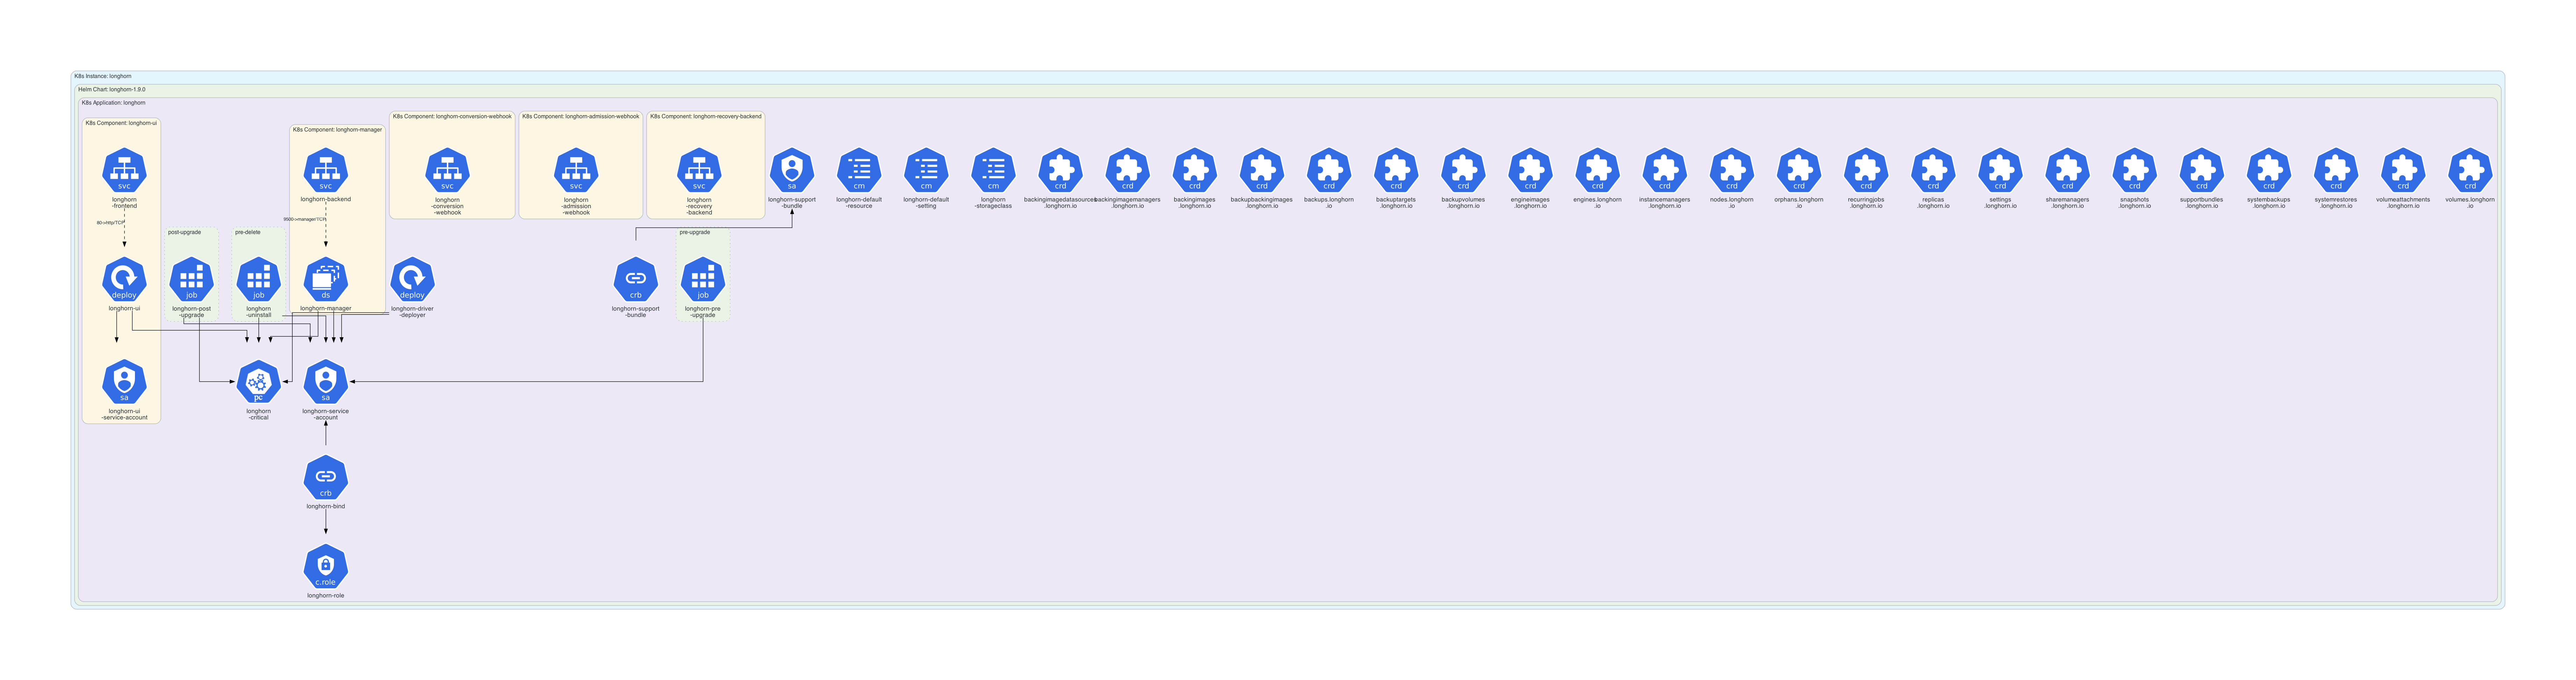 K8s Instance: longhorn
Helm Chart: longhorn-1.9.0
K8s Application: longhorn
K8s Component: longhorn-ui
K8s Component: longhorn-manager
K8s Component: longhorn-conversion-webhook
K8s Component: longhorn-admission-webhook
K8s Component: longhorn-recovery-backend
svc
longhorn
-frontend
svc
longhorn-backend
svc
longhorn
-conversion
-webhook
svc
longhorn
-admission
-webhook
svc
longhorn
-recovery
-backend
sa
longhorn-support
-bundle
cm
longhorn-default
-resource
cm
longhorn-default
-setting
cm
longhorn
-storageclass
crd
backingimagedatasources
.longhorn.io
crd
backingimagemanagers
.longhorn.io
crd
backingimages
.longhorn.io
crd
backupbackingimages
.longhorn.io
crd
backups.longhorn
.io
crd
backuptargets
.longhorn.io
crd
backupvolumes
.longhorn.io
crd
engineimages
.longhorn.io
crd
engines.longhorn
.io
crd
instancemanagers
.longhorn.io
crd
nodes.longhorn
.io
crd
orphans.longhorn
.io
crd
recurringjobs
.longhorn.io
crd
replicas
.longhorn.io
crd
settings
.longhorn.io
crd
sharemanagers
.longhorn.io
crd
snapshots
.longhorn.io
crd
supportbundles
.longhorn.io
crd
systembackups
.longhorn.io
crd
systemrestores
.longhorn.io
crd
volumeattachments
.longhorn.io
crd
volumes.longhorn
.io
80->http/TCP
9500->manager/TCP
post-upgrade
pre-delete
pre-upgrade
deploy
longhorn-ui
job
longhorn-post
-upgrade
job
longhorn
-uninstall
ds
longhorn-manager
deploy
longhorn-driver
-deployer
crb
longhorn-support
-bundle
job
longhorn-pre
-upgrade
sa
longhorn-ui
-service-account
pc
longhorn
-critical
sa
longhorn-service
-account
crb
longhorn-bind
c.role
longhorn-role